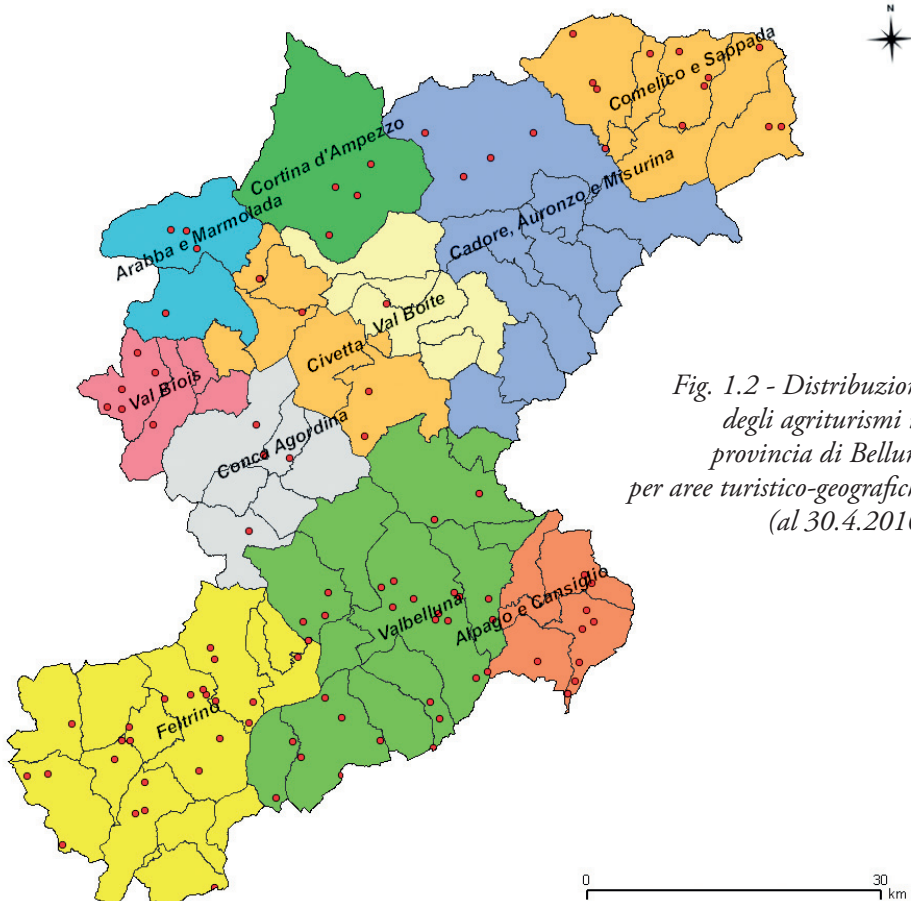 N
Comelico e Sappada
Cortina d'Ampezzo
Cadore, Auronzo e Misurina
Arabba e Marmolada
Val Boite
Civetta
Val Biois
Conca Agordina
Fig. 1.2 - Distribuzion
degli agriturismi
provincia di Bellun
per aree turistico-geografich
(al 30.4.2010
Valbelluna
Alpago e Cansiglio
Feltrino
0 30
km